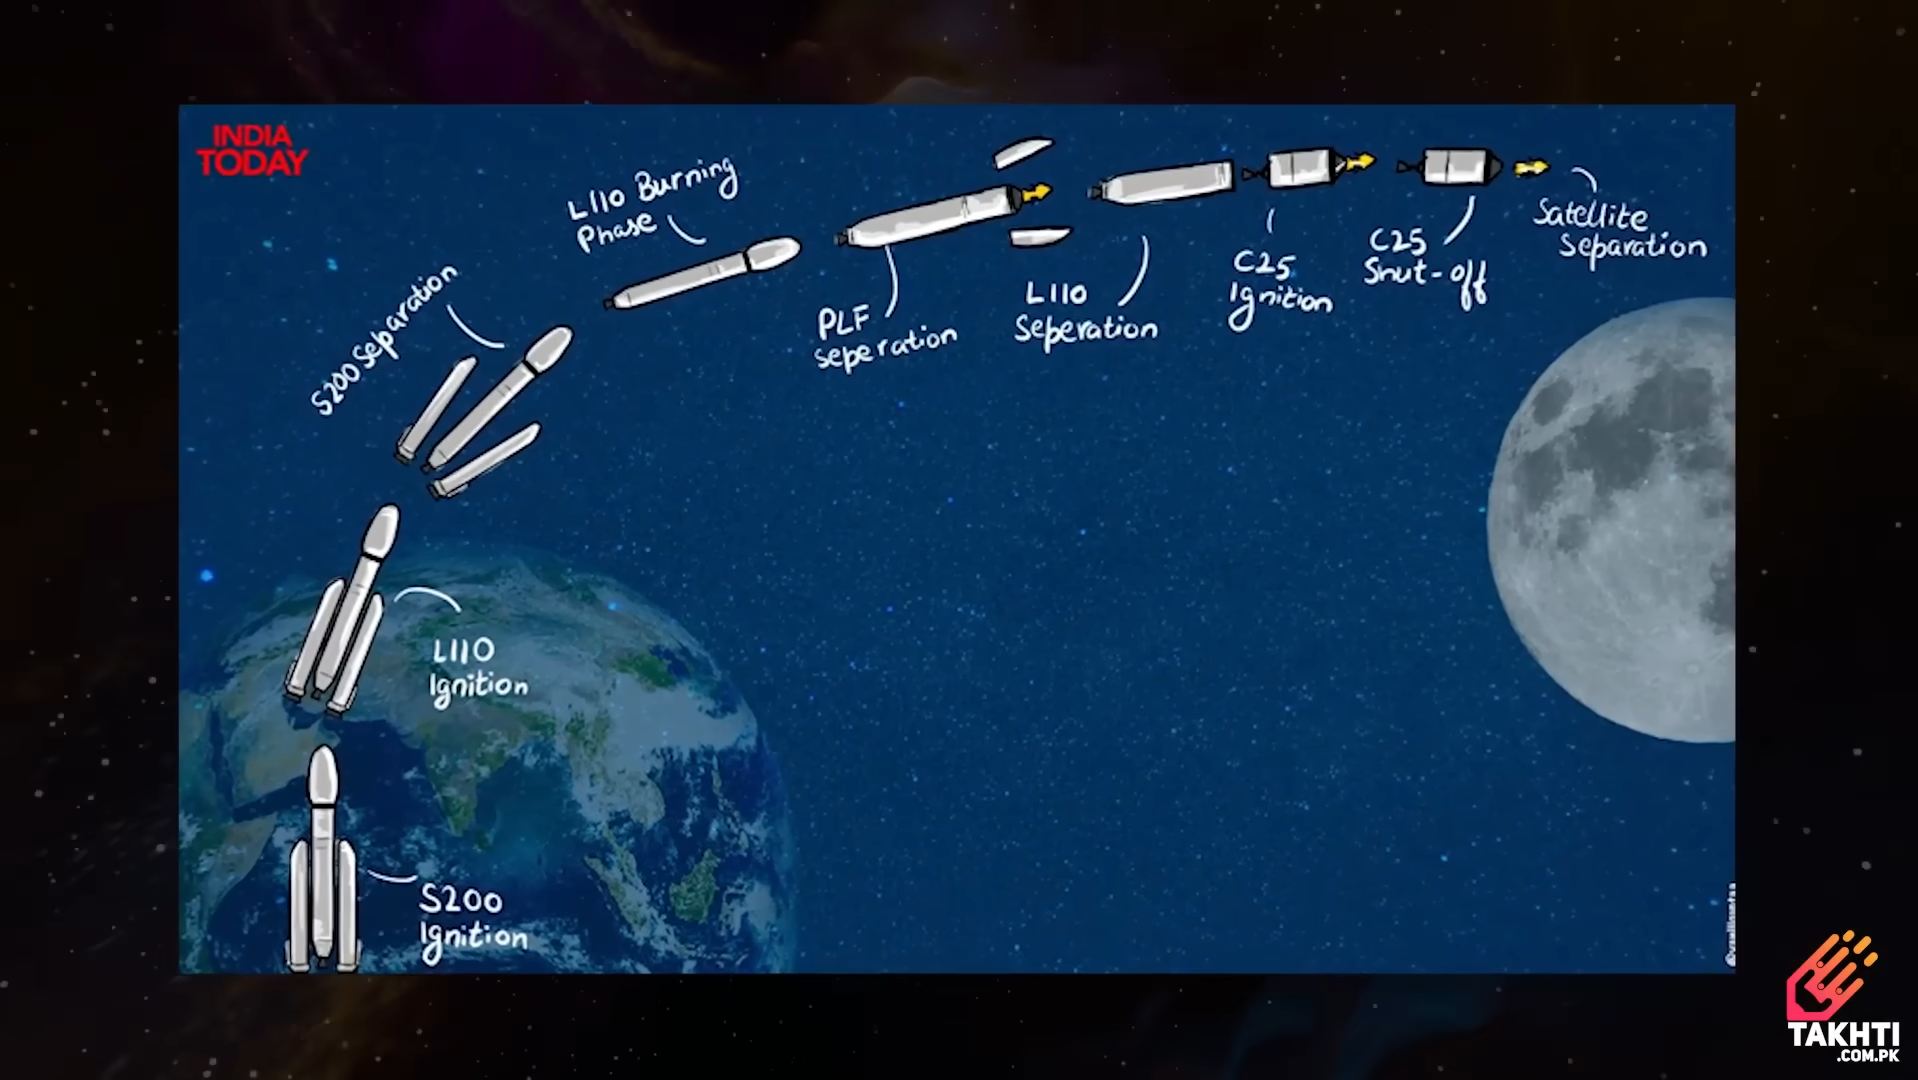 INDIA
TODAY
L110 Burning
Phase
S200 Separation
PLF
seperation
L110
Seperation
C25
Ignition
C25
Snut-off
Satellite
Separation
L110
Ignition
S200
Ignition
TAKHTI
.COM.PK